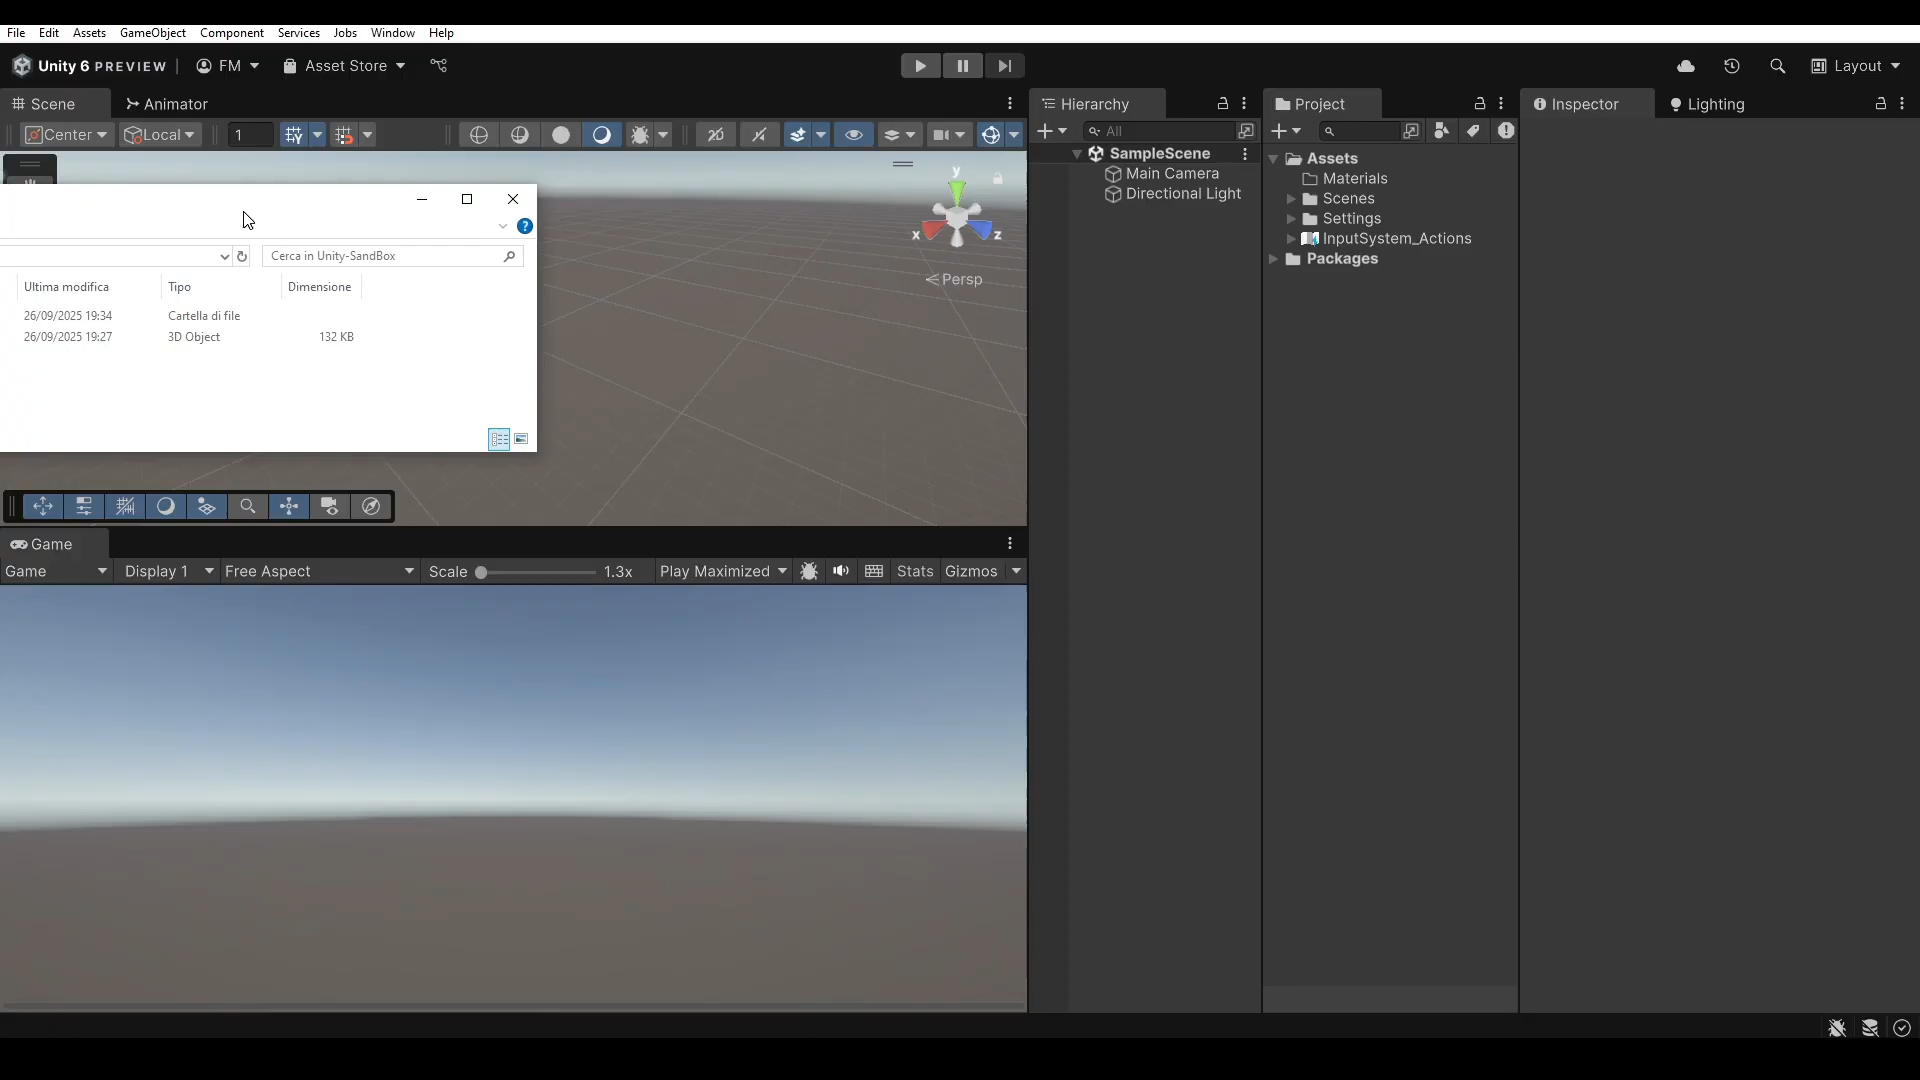 File Edit Assets GameObject Component Services Jobs Window Help
Unity 6 PREVIEW FM Asset Store Layout
Scene Animator
Center Local 1 2D
y
x z
Persp
Cerca in Unity-SandBox
Ultima modifica Tipo Dimensione
26/09/2025 19:34 Cartella di file
26/09/2025 19:27 3D Object 132 KB
Game
Game Display 1 Free Aspect Scale 1.3x Play Maximized Stats Gizmos
Hierarchy
All
SampleScene
Main Camera
Directional Light
Project
Assets
Materials
Scenes
Settings
InputSystem_Actions
Packages
Inspector Lighting